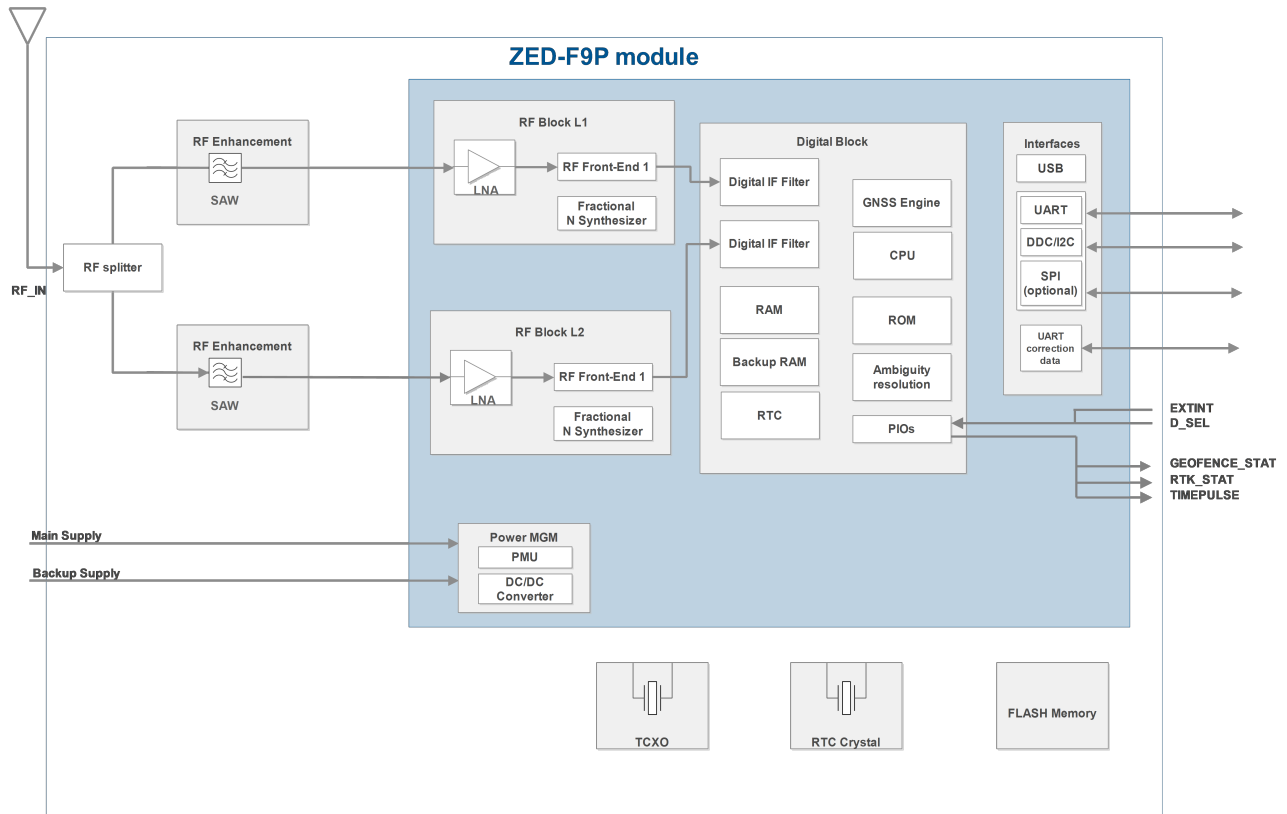 ZED-F9P module
RF_IN
RF splitter
RF Enhancement
SAW
RF Enhancement
SAW
RF Block L1
LNA
RF Front-End 1
Fractional
N Synthesizer
RF Block L2
LNA
RF Front-End 1
Fractional
N Synthesizer
Digital Block
Digital IF Filter
Digital IF Filter
RAM
Backup RAM
RTC
GNSS Engine
CPU
ROM
Ambiguity
resolution
PIOs
Interfaces
USB
UART
DDC/I2C
SPI
(optional)
UART
correction
data
EXTINT
D_SEL
GEOFENCE_STAT
RTK_STAT
TIMEPULSE
Main Supply
Backup Supply
Power MGM
PMU
DC/DC
Converter
TCXO
RTC Crystal
FLASH Memory